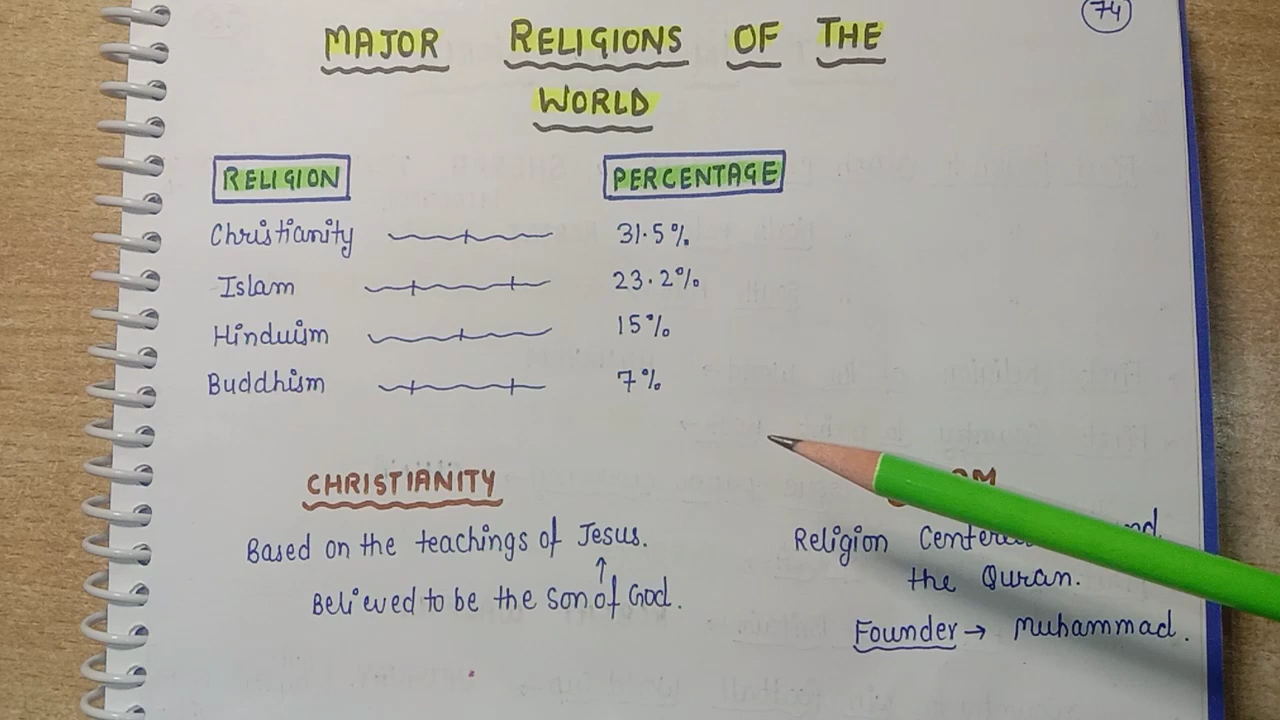 74
MAJOR RELIGIONS OF THE
WORLD
RELIGION PERCENTAGE
Christianity 31.5%
Islam 23.2%
Hinduism 15%
Buddhism 7%
CHRISTIANITY
Based on the teachings of Jesus.
Believed to be the son of God.
Religion
the Quran.
Founder → Muhammad.